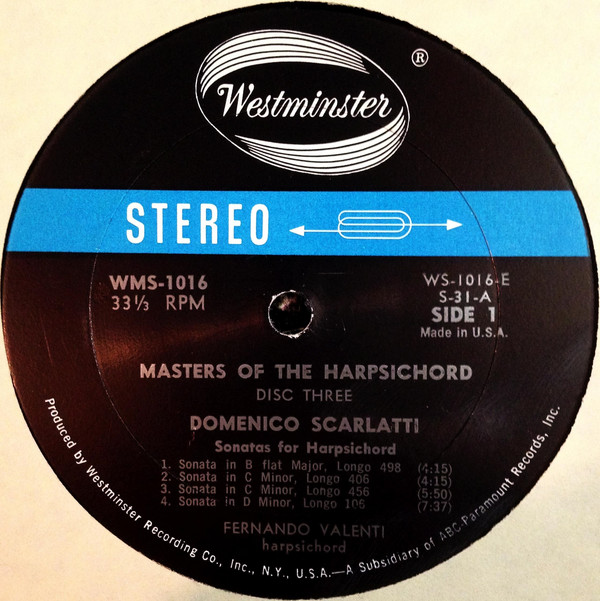 Westminster ®
STEREO
WMS-1016
33⅓ RPM
WS-1016-E
S-31-A
SIDE 1
Made in U.S.A.
MASTERS OF THE HARPSICHORD
DISC THREE
DOMENICO SCARLATTI
Sonatas for Harpsichord
1. Sonata in B flat Major, Longo 498 (4:15)
2. Sonata in C Minor, Longo 406 (4:15)
3. Sonata in C Minor, Longo 456 (5:50)
4. Sonata in D Minor, Longo 106 (7:37)
FERNANDO VALENTI
harpsichord
Produced by Westminster Recording Co., Inc., N.Y., U.S.A.—A Subsidiary of ABC-Paramount Records, Inc.